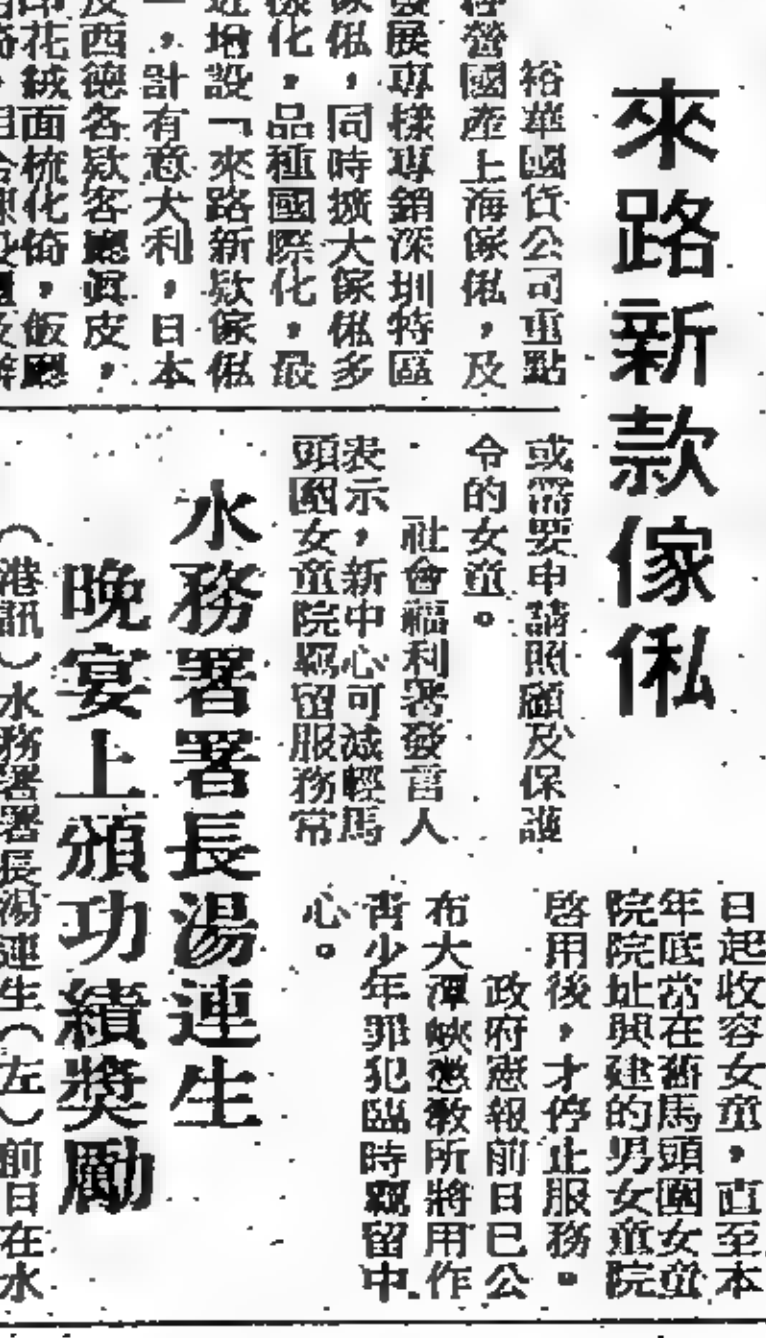 來路新款傢俬
裕華國貨公司重點
營國產上海傢俬，及
發展專樣專銷深圳特區
傢俬，同時擴大傢俬多
樣化，品種國際化，最
近增設「來路新欵傢俬
」，計有意大利，日本
及西德各欵客廳真皮，
印花絨面梳化椅，飯廳
或需要申請照顧及保護
令的女童。
社會福利署發言人
表示，新中心可減輕馬
頭圍女童院羈留服務常
日起收容女童，直至本
年底當在舊馬頭圍女童
院院址興建的男女童院
啓用後，才停止服務。
政府憲報前日已公
布大潭峽懲教所將用作
青少年罪犯臨時羈留中
心。
水務署署長湯連生
晚宴上頒功績獎勵
（港訊）水務署署長湯連生（左）前日在水